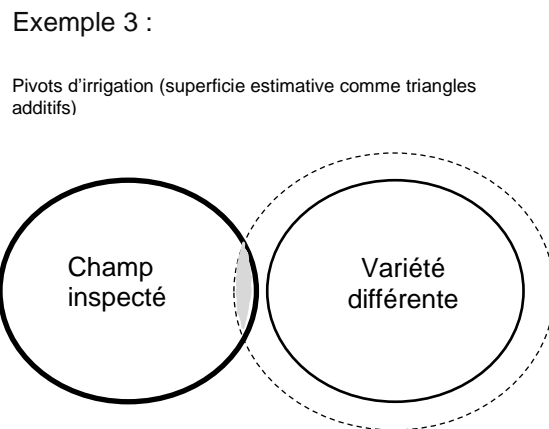 Exemple 3 :
Pivots d'irrigation (superficie estimative comme triangles
additifs)
Champ
inspecté
Variété
différente